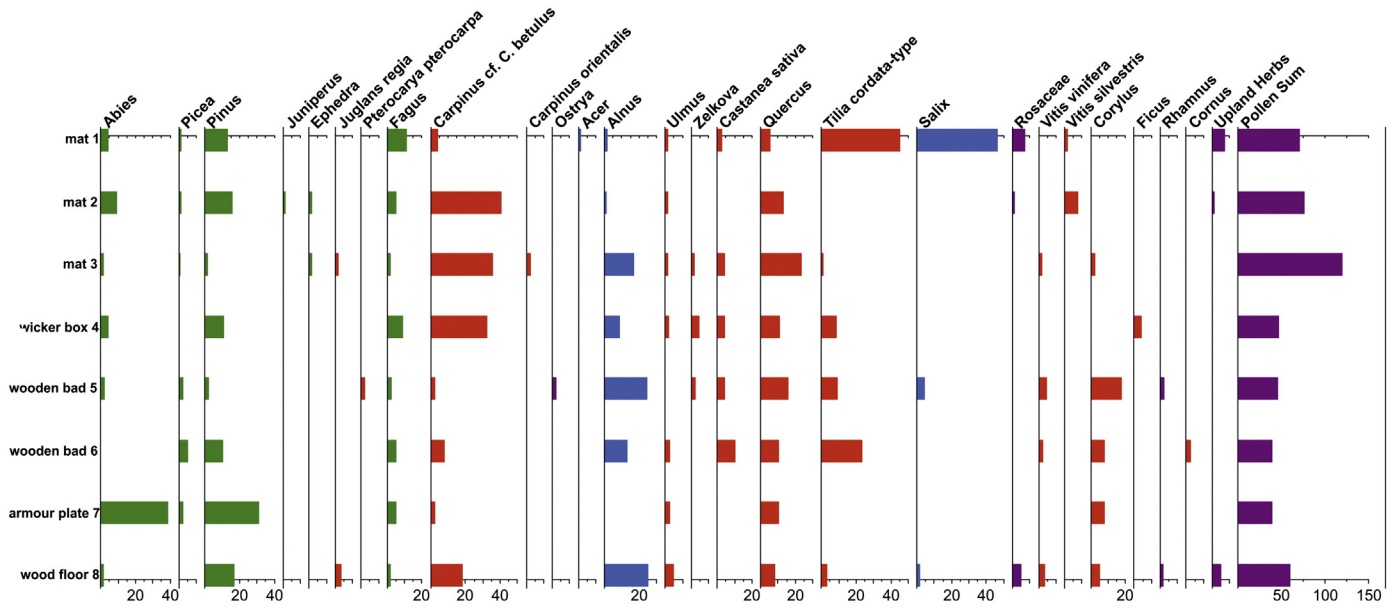 Abies
Picea
Pinus
Juniperus
Ephedra
Juglans regia
Pterocarya pterocarpa
Fagus
Carpinus cf. C. betulus
Carpinus orientalis
Ostrya
Acer
Alnus
Ulmus
Zelkova
Castanea sativa
Quercus
Tilia cordata-type
Salix
Rosaceae
Vitis vinifera
Vitis silvestris
Corylus
Ficus
Rhamnus
Cornus
Upland Herbs
Pollen Sum
mat 1
mat 2
mat 3
wicker box 4
wooden bad 5
wooden bad 6
armour plate 7
wood floor 8
20 40 20 40 20 20 40 20 20 20 40 20 40 20 50 100 150